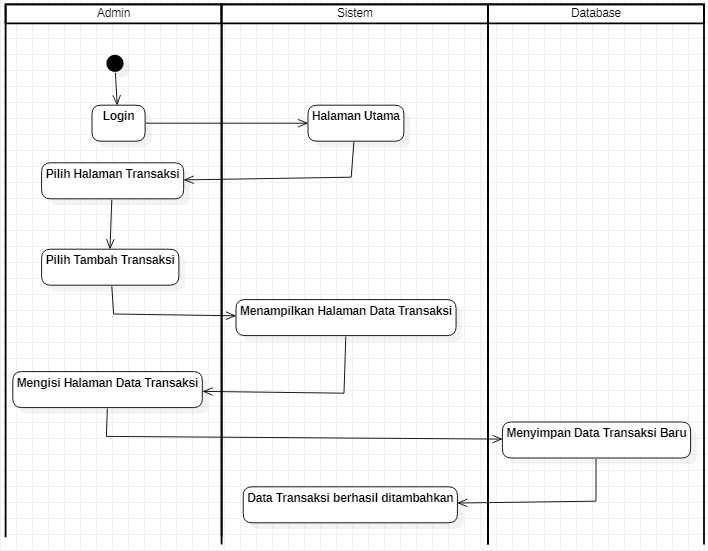 Admin
Sistem
Database
Login
Halaman Utama
Pilih Halaman Transaksi
Pilih Tambah Transaksi
Menampilkan Halaman Data Transaksi
Mengisi Halaman Data Transaksi
Menyimpan Data Transaksi Baru
Data Transaksi berhasil ditambahkan